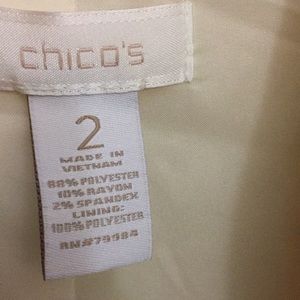 chico's
2
MADE IN
VIETNAM
88% POLYESTER
10% RAYON
2% SPANDEX
LINING:
100% POLYESTER
RN#79984